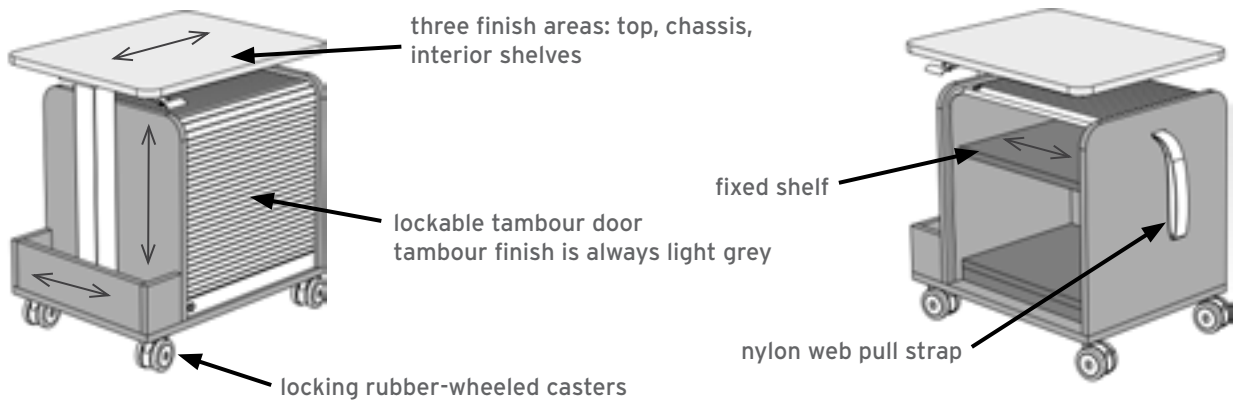 three finish areas: top, chassis,
interior shelves
fixed shelf
lockable tambour door
tambour finish is always light grey
nylon web pull strap
locking rubber-wheeled casters